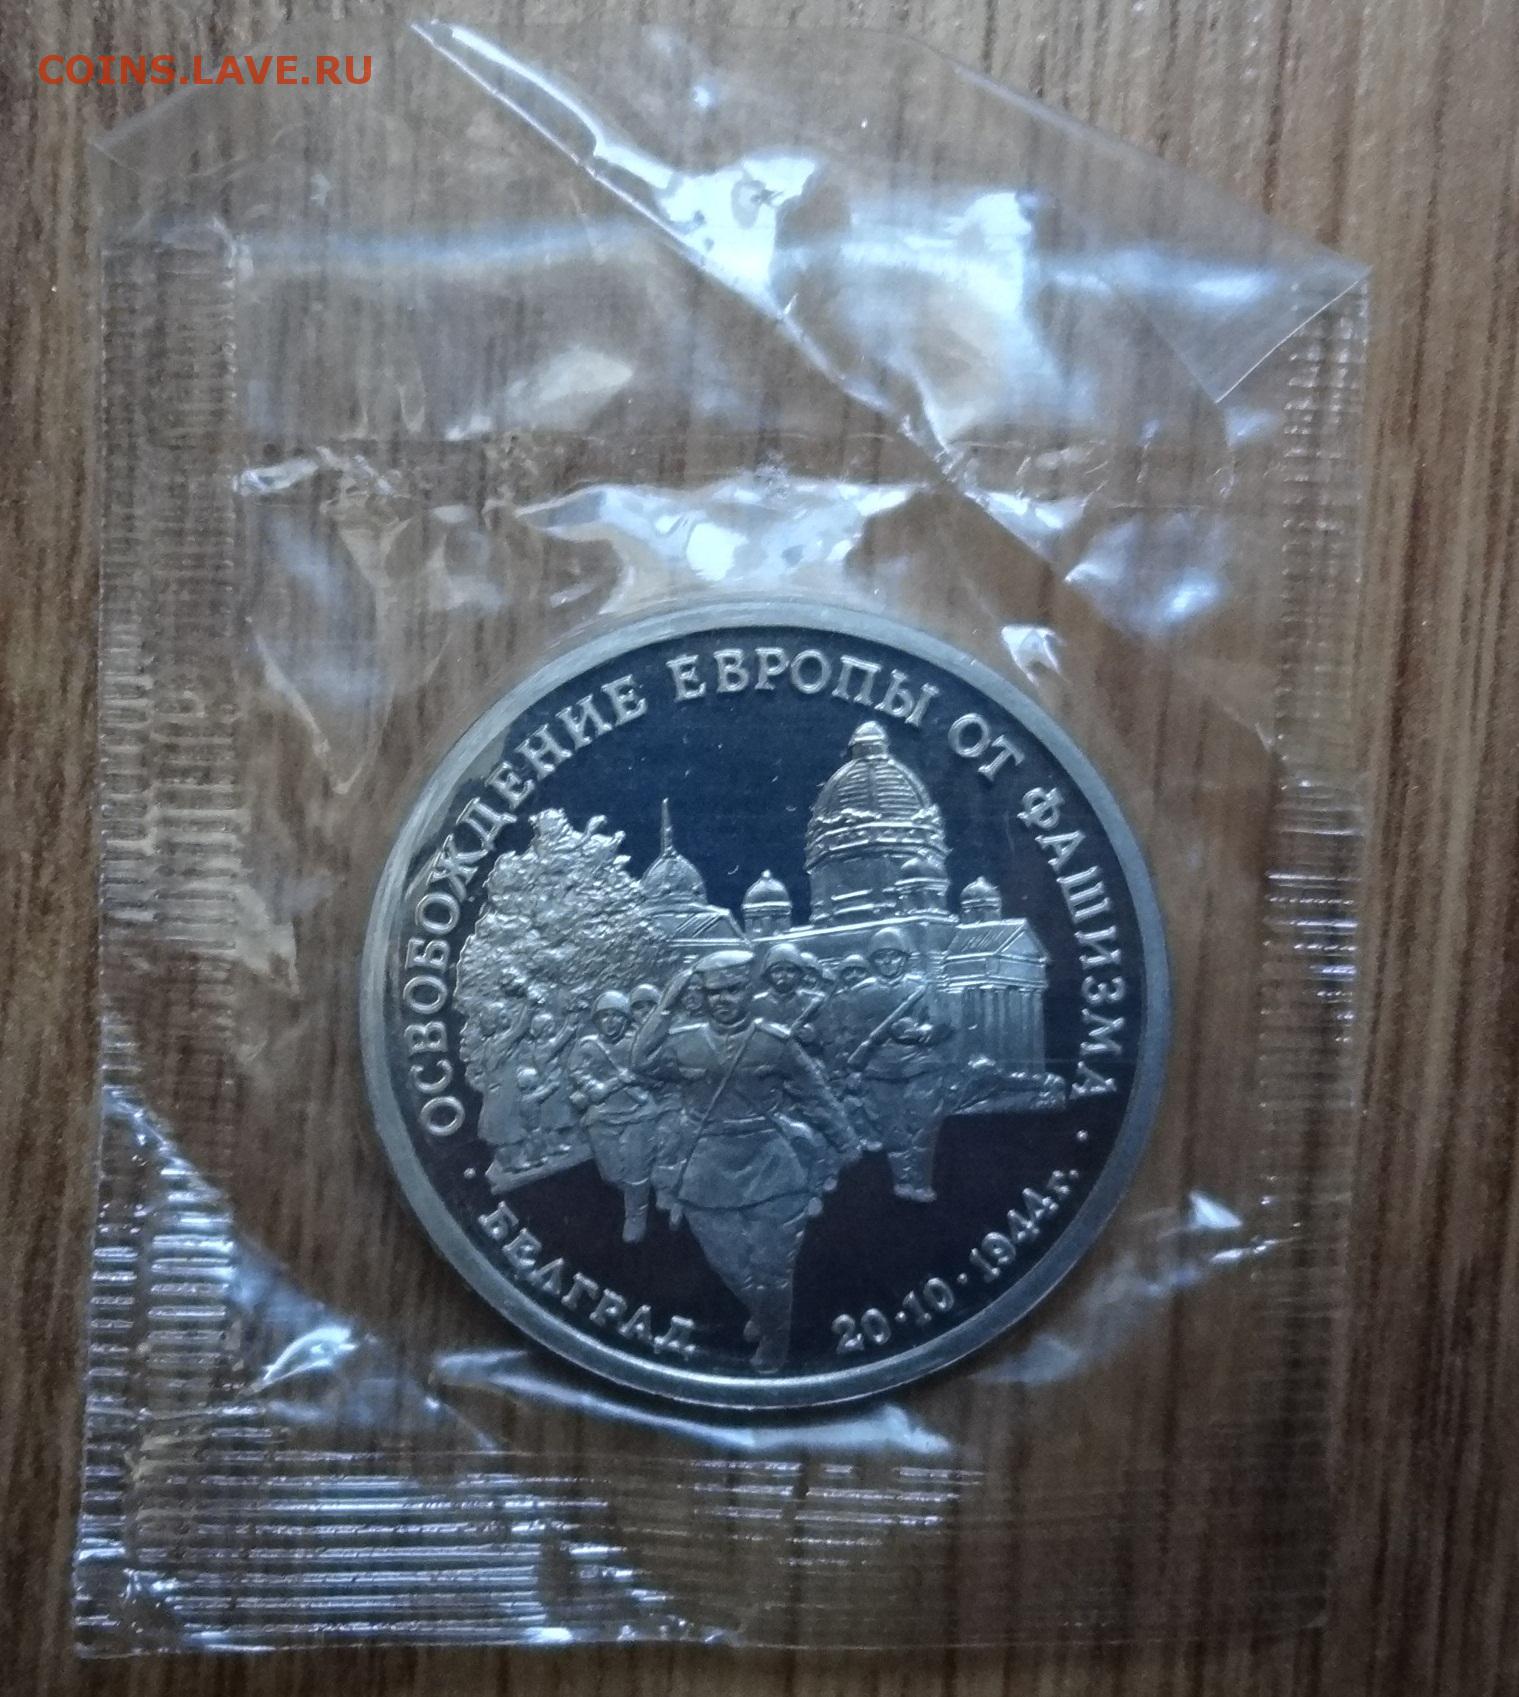 COINS.LAVE.RU
ОСВОБОЖДЕНИЕ ЕВРОПЫ ОТ ФАШИЗМА
· БЕЛГРАД 20·10·1944г. ·